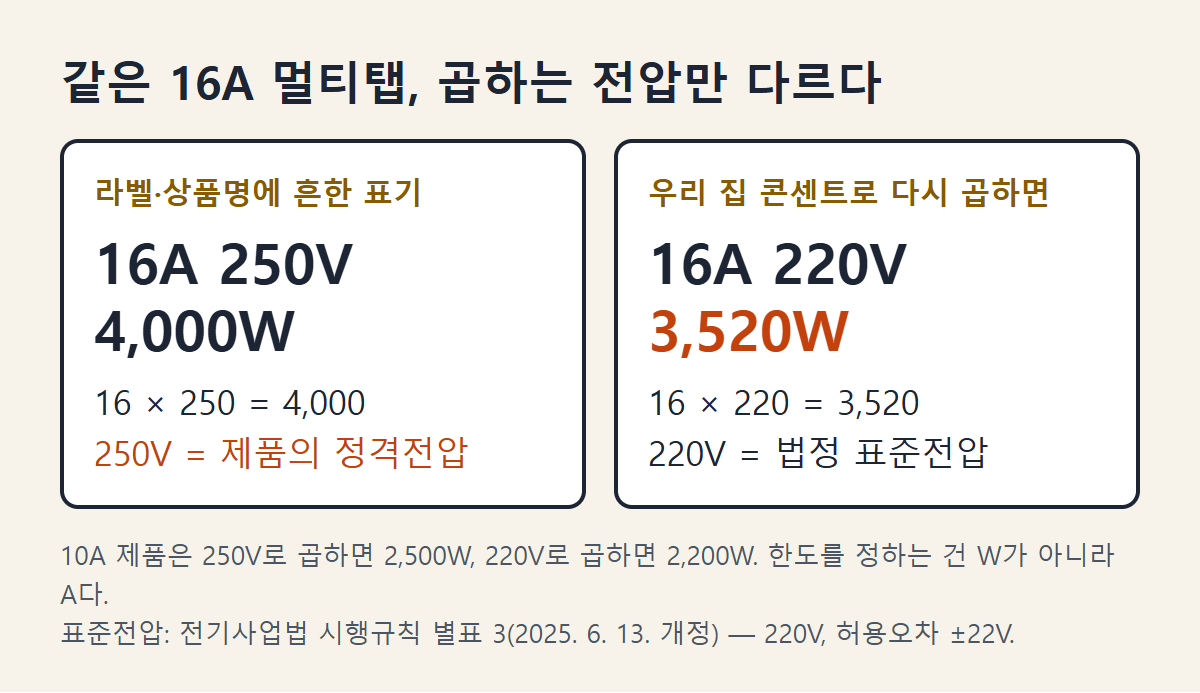 같은 16A 멀티탭, 곱하는 전압만 다르다
라벨·상품명에 흔한 표기
16A 250V
4,000W
16 × 250 = 4,000
250V = 제품의 정격전압
우리 집 콘센트로 다시 곱하면
16A 220V
3,520W
16 × 220 = 3,520
220V = 법정 표준전압
10A 제품은 250V로 곱하면 2,500W, 220V로 곱하면 2,200W. 한도를 정하는 건 W가 아니라
A다.
표준전압: 전기사업법 시행규칙 별표 3(2025. 6. 13. 개정) — 220V, 허용오차 ±22V.